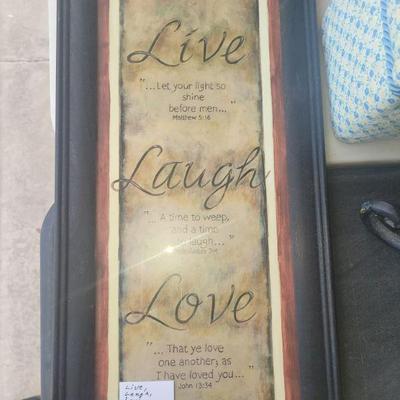 Live
"...Let your light so
shine
before men..."
Matthew 5:16
Laugh
"... A time to weep,
and a time
laugh...
Love
"... That ye love
one another; as
I have loved you..."
John 13:34
Live,
Laugh,